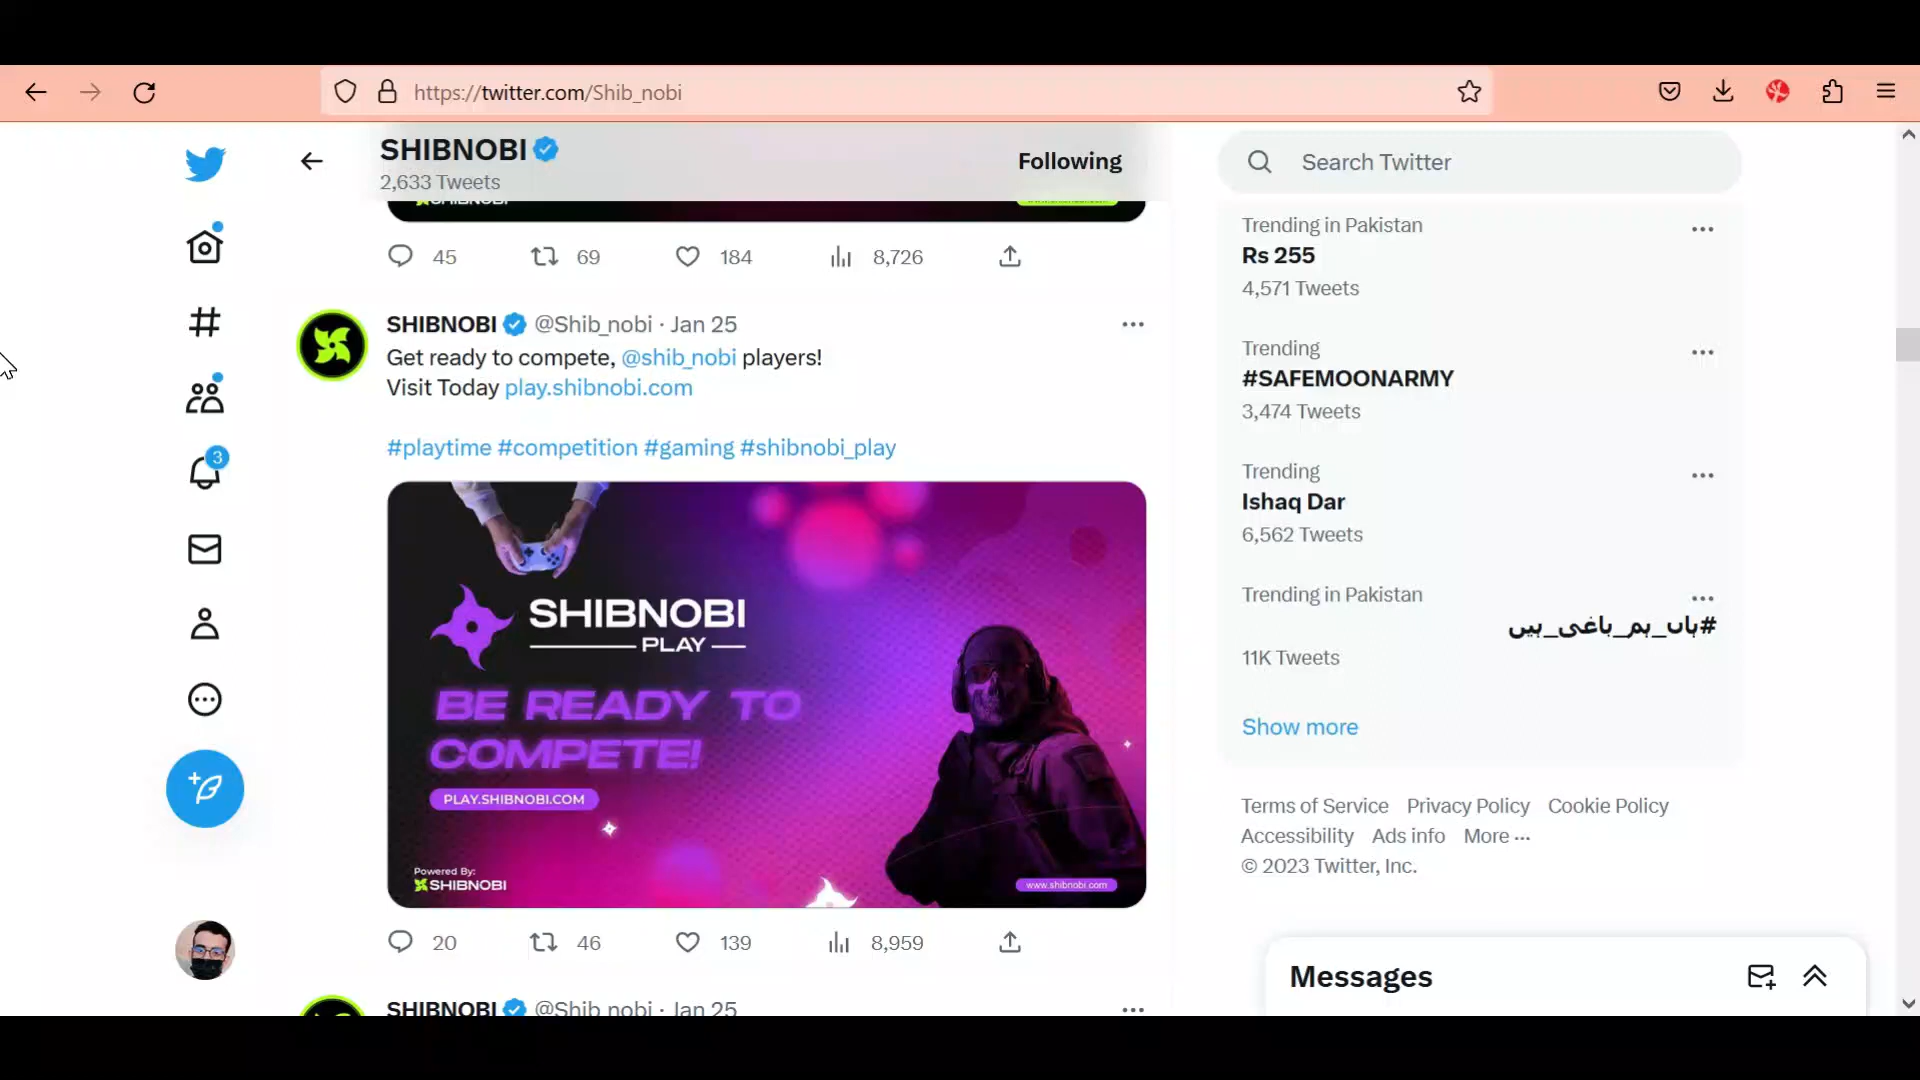 https://twitter.com/Shib_nobi
SHIBNOBI
2,633 Tweets
Following
Search Twitter
45 69 184 8,726
SHIBNOBI @Shib_nobi · Jan 25
Get ready to compete, @shib_nobi players!
Visit Today play.shibnobi.com
#playtime #competition #gaming #shibnobi_play
SHIBNOBI
PLAY
BE READY TO
COMPETE!
PLAY.SHIBNOBI.COM
Powered By:
SHIBNOBI
www.shibnobi.com
20 46 139 8,959
SHIBNOBI @Shib_nobi · Jan 25
3
Trending in Pakistan
Rs 255
4,571 Tweets
Trending
#SAFEMOONARMY
3,474 Tweets
Trending
Ishaq Dar
6,562 Tweets
Trending in Pakistan
#ہاں_ہم_باغی_ہیں
11K Tweets
Show more
Terms of Service Privacy Policy Cookie Policy
Accessibility Ads info More ···
© 2023 Twitter, Inc.
Messages